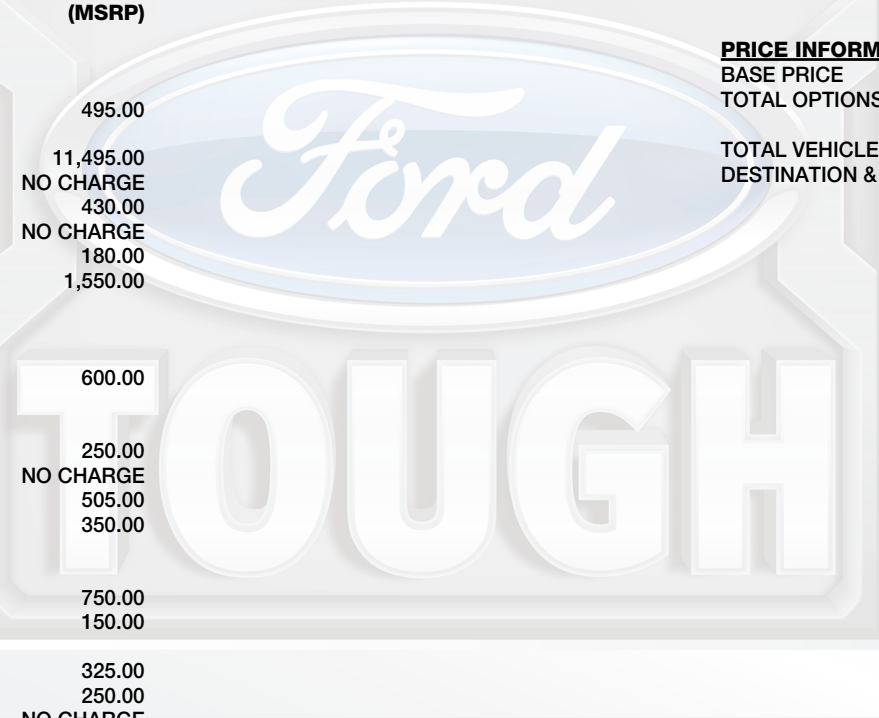 (MSRP)
495.00
11,495.00
NO CHARGE
430.00
NO CHARGE
180.00
1,550.00
600.00
250.00
NO CHARGE
505.00
350.00
750.00
150.00
325.00
250.00
NO CHARGE
PRICE INFORM
BASE PRICE
TOTAL OPTIONS
TOTAL VEHICLE
DESTINATION &
Ford
TOUGH